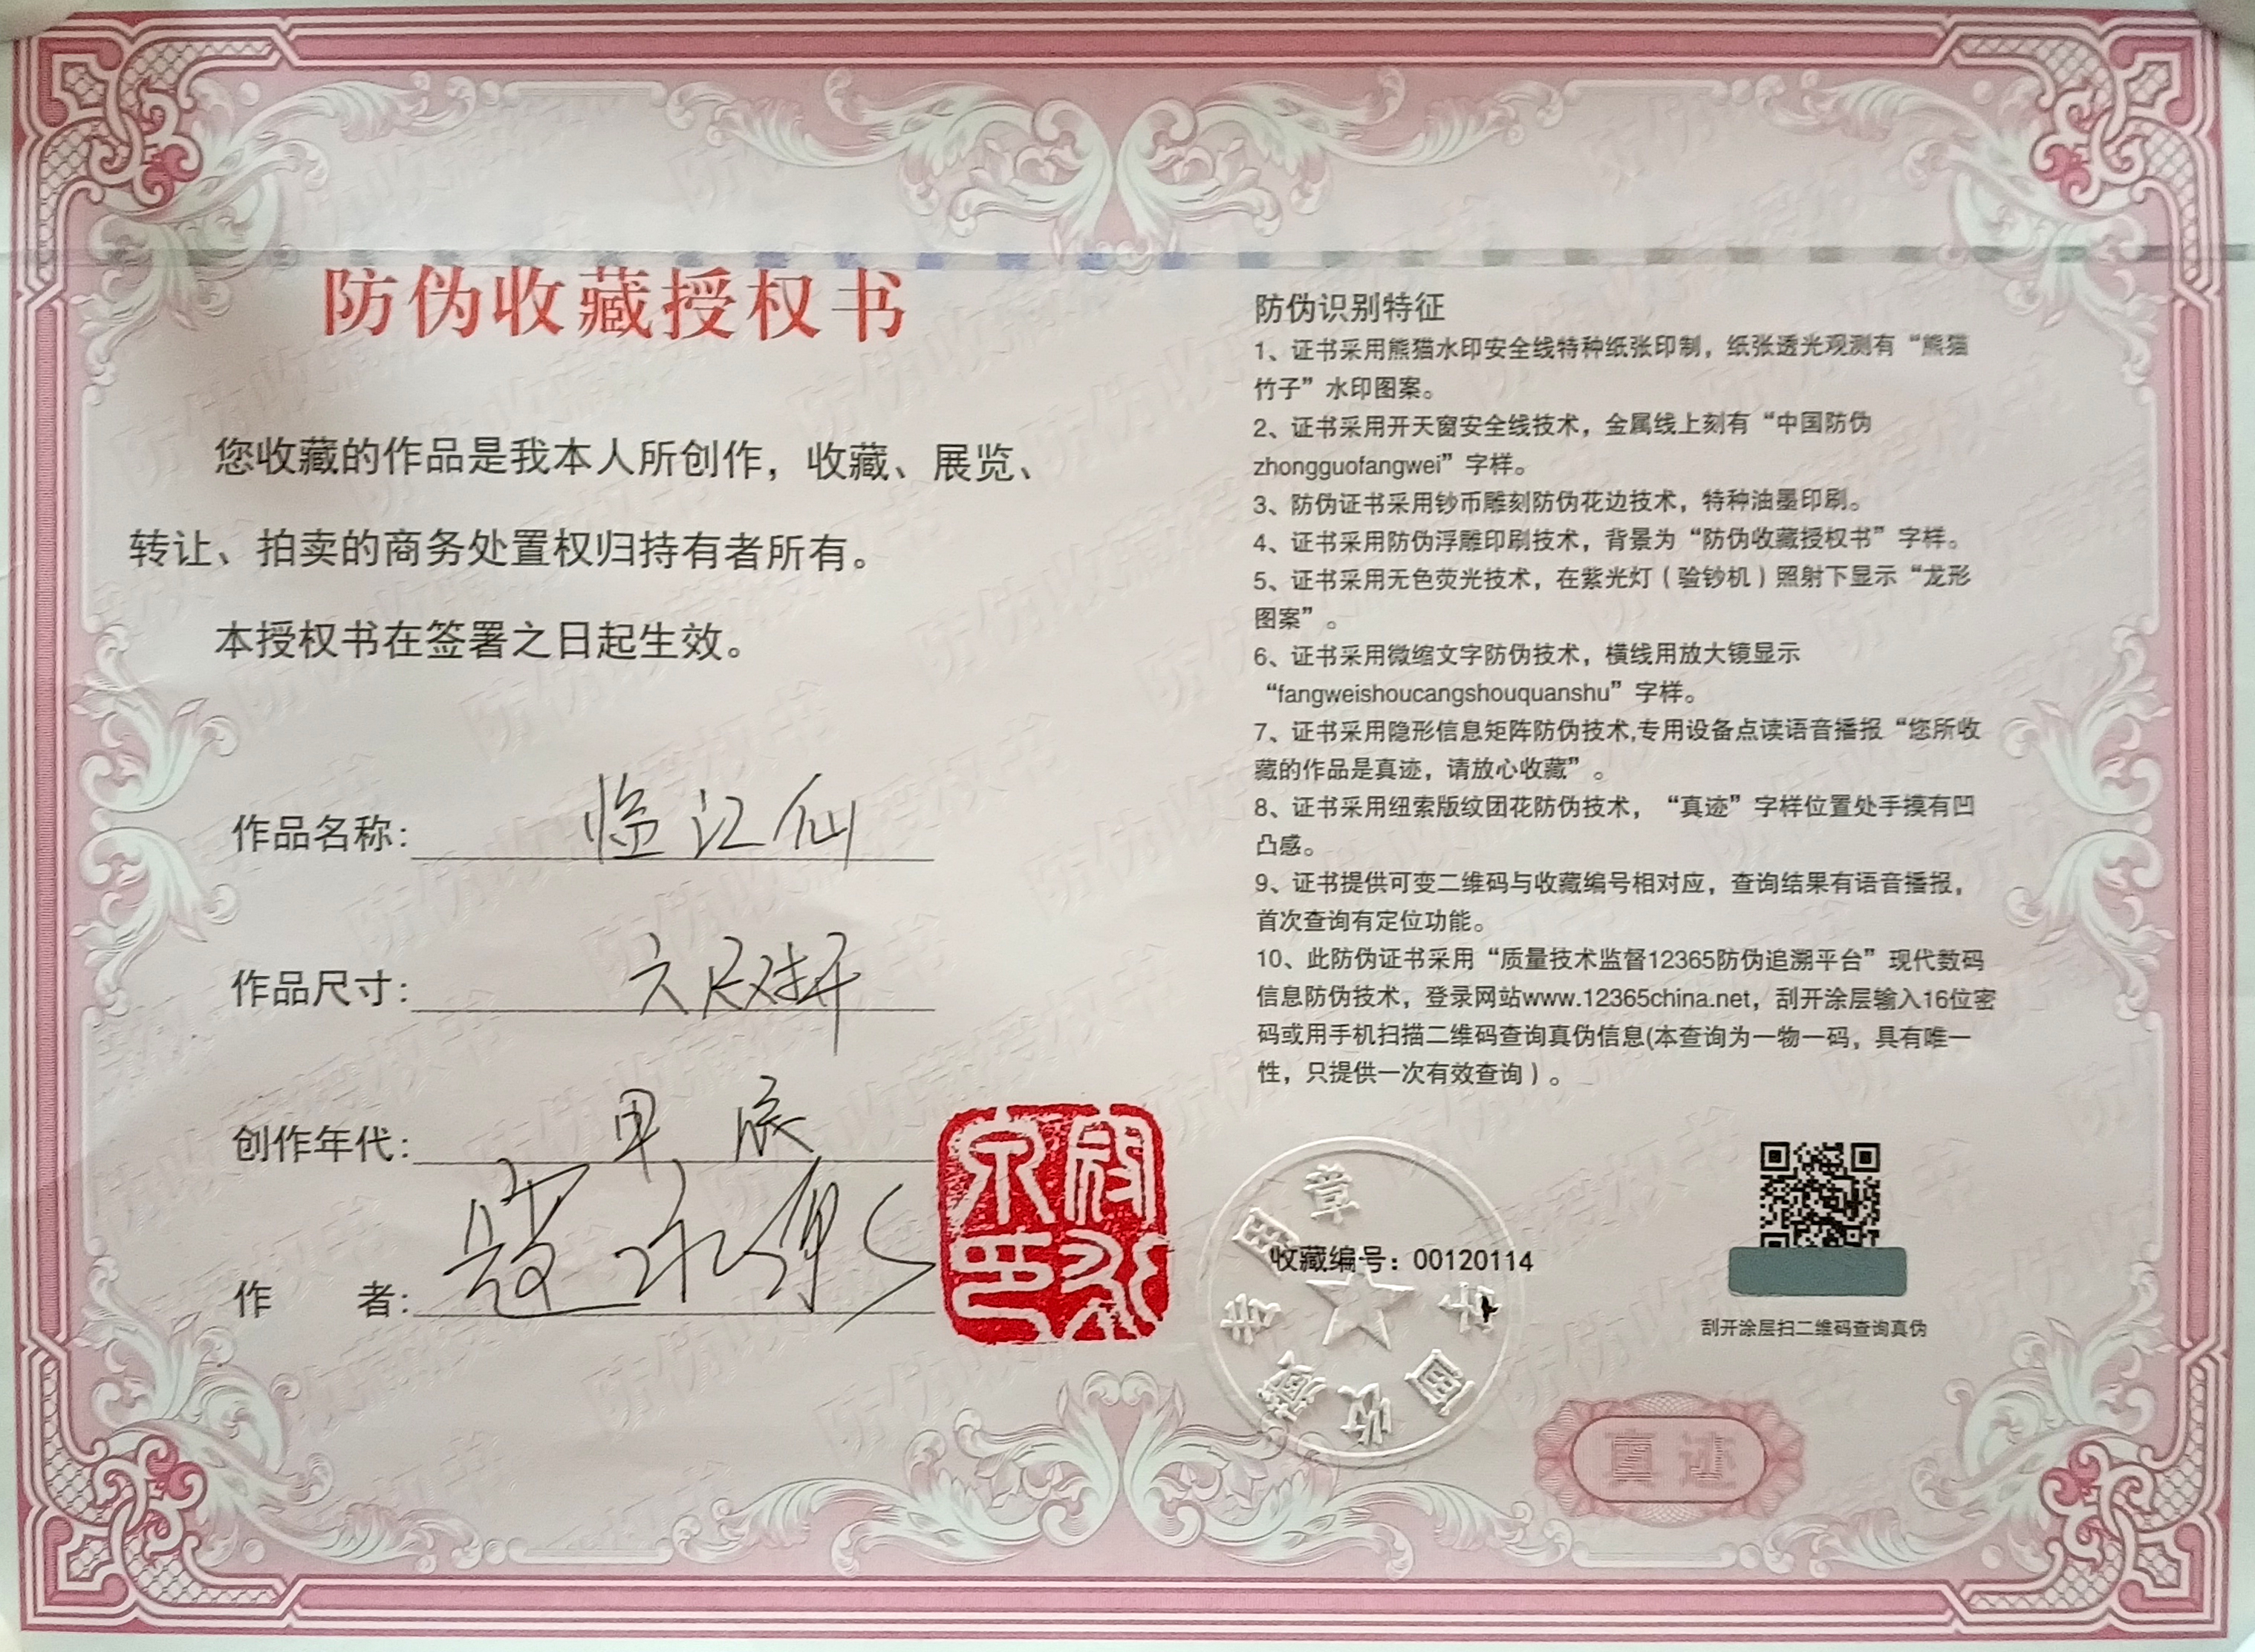 防伪收藏授权书
您收藏的作品是我本人所创作，收藏、展览、
转让、拍卖的商务处置权归持有者所有。
本授权书在签署之日起生效。
作品名称：临江仙
作品尺寸：六尺对开
创作年代：甲辰
作　者：
防伪识别特征
1、证书采用熊猫水印安全线特种纸张印制，纸张透光观测有“熊猫
竹子”水印图案。
2、证书采用开天窗安全线技术，金属线上刻有“中国防伪
zhongguofangwei”字样。
3、防伪证书采用钞币雕刻防伪花边技术，特种油墨印刷。
4、证书采用防伪浮雕印刷技术，背景为“防伪收藏授权书”字样。
5、证书采用无色荧光技术，在紫光灯（验钞机）照射下显示“龙形
图案”。
6、证书采用微缩文字防伪技术，横线用放大镜显示
“fangweishoucangshouquanshu”字样。
7、证书采用隐形信息矩阵防伪技术,专用设备点读语音播报“您所收
藏的作品是真迹，请放心收藏”。
8、证书采用纽索版纹团花防伪技术，“真迹”字样位置处手摸有凹
凸感。
9、证书提供可变二维码与收藏编号相对应，查询结果有语音播报，
首次查询有定位功能。
10、此防伪证书采用“质量技术监督12365防伪追溯平台”现代数码
信息防伪技术，登录网站www.12365china.net，刮开涂层输入16位密
码或用手机扫描二维码查询真伪信息(本查询为一物一码，具有唯一
性，只提供一次有效查询）。
收藏编号：00120114
字画收藏专用章
刮开涂层扫二维码查询真伪
真迹